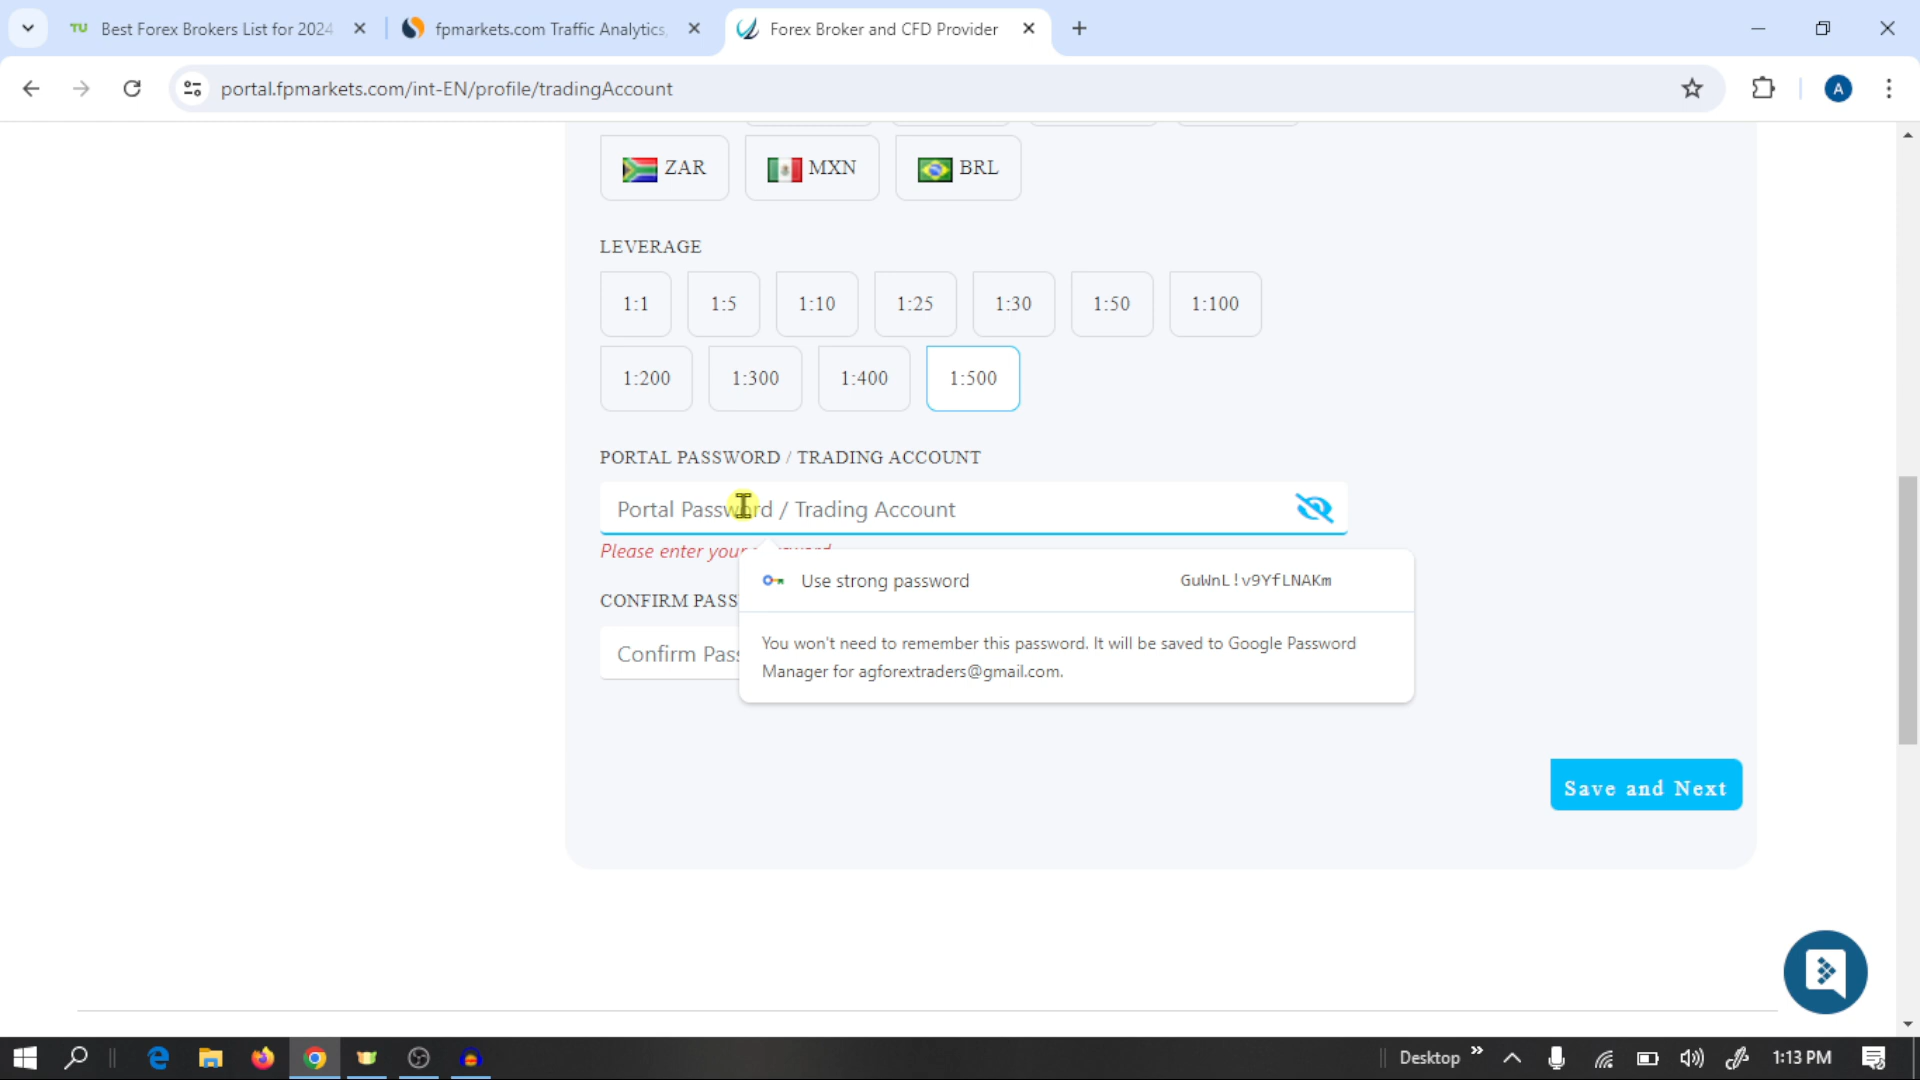 Best Forex Brokers List for 2024
fpmarkets.com Traffic Analytics,
Forex Broker and CFD Provider
portal.fpmarkets.com/int-EN/profile/tradingAccount
A
ZAR
MXN
BRL
LEVERAGE
1:1
1:5
1:10
1:25
1:30
1:50
1:100
1:200
1:300
1:400
1:500
PORTAL PASSWORD / TRADING ACCOUNT
Portal Password / Trading Account
Please enter your
Use strong password
GuWnL!v9YfLNAKm
CONFIRM PASS
Confirm Pas
You won't need to remember this password. It will be saved to Google Password
Manager for agforextraders@gmail.com.
Save and Next
Desktop
1:13 PM